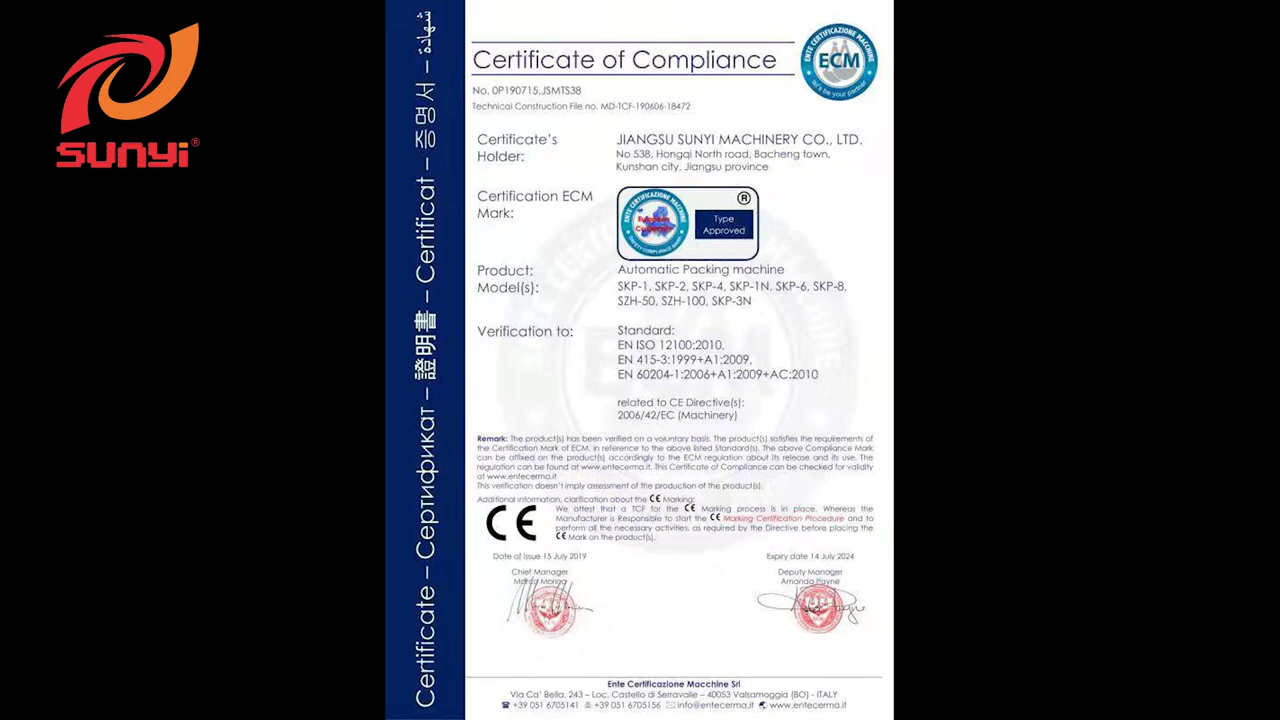 SUNYI®
Certificate – Сертификат – 證明書 – Certificat – 증명서 – شهادة
Certificate of Compliance
ENTE CERTIFICAZIONE MACCHINE
ECM
let's be your partner
No. 0P190715.JSMTS38
Technical Construction File no. MD-TCF-190606-18472
Certificate's
Holder:
JIANGSU SUNYI MACHINERY CO., LTD.
No 538, Hongqi North road, Bacheng town,
Kunshan city, Jiangsu province
Certification ECM
Mark:
ENTE CERTIFICAZIONE MACCHINE
European
SAFETY COMPLIANCE MARK
®
Type
Approved
Product:
Automatic Packing machine
Model(s):
SKP-1, SKP-2, SKP-4, SKP-1N, SKP-6, SKP-8,
SZH-50, SZH-100, SKP-3N
Verification to:
Standard:
EN ISO 12100:2010,
EN 415-3:1999+A1:2009,
EN 60204-1:2006+A1:2009+AC:2010
related to CE Directive(s):
2006/42/EC (Machinery)
Remark: The product(s) has been verified on a voluntary basis. The product(s) satisfies the requirements of
the Certification Mark of ECM, in reference to the above listed Standard(s). The above Compliance Mark
can be affixed on the product(s) accordingly to the ECM regulation about its release and its use. The
regulation can be found at www.entecerma.it. This Certificate of Compliance can be checked for validity
at www.entecerma.it
This verification doesn't imply assessment of the production of the product(s).
Additional information, clarification about the CE Marking:
CE
We attest that a TCF for the CE Marking process is in place. Whereas the
Manufacturer is Responsible to start the CE Marking Certification Procedure and to
perform all the necessary activities, as required by the Directive before placing the
CE Mark on the product(s).
Date of issue 15 July 2019
Expiry date 14 July 2024
Chief Manager
Deputy Manager
Amanda Payne
Ente Certificazione Macchine Srl
Via Ca' Bella, 243 – Loc. Castello di Serravalle – 40053 Valsamoggia (BO) - ITALY
+39 051 6705141 +39 051 6705156 info@entecerma.it www.entecerma.it